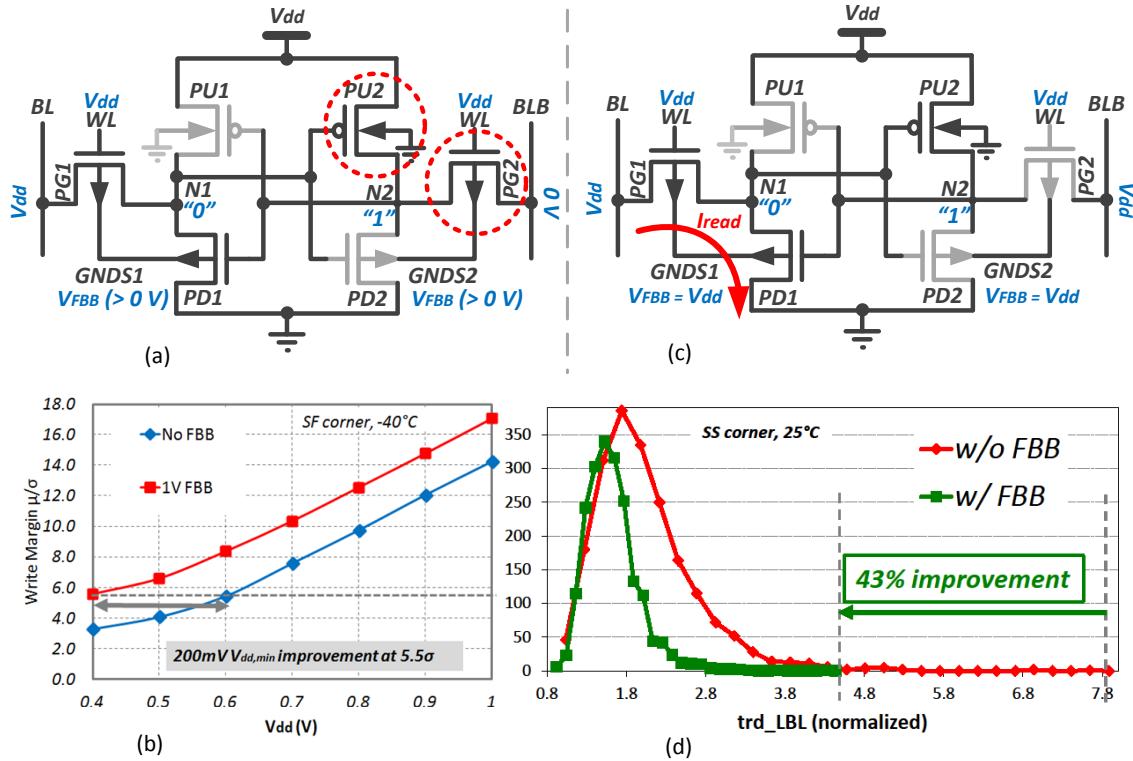 Vdd
PU1
PU2
BL
Vdd
WL
Vdd
WL
BLB
PG1
PG2
N1
"0"
N2
"1"
Vdd
0 V
GNDS1
GNDS2
VFBB (> 0 V)
PD1
PD2
VFBB (> 0 V)
(a)
Vdd
PU1
PU2
BL
Vdd
WL
Vdd
WL
BLB
PG1
PG2
N1
"0"
N2
"1"
Vdd
Vdd
Iread
GNDS1
GNDS2
VFBB = Vdd
PD1
PD2
VFBB = Vdd
(c)
18.0
16.0
14.0
12.0
10.0
8.0
6.0
4.0
2.0
0.0
Write Margin μ/σ
No FBB
1V FBB
SF corner, -40°C
200mV Vdd,min improvement at 5.5σ
0.4 0.5 0.6 0.7 0.8 0.9 1
Vdd (V)
(b)
350
300
250
200
150
100
50
0
SS corner, 25°C
w/o FBB
w/ FBB
43% improvement
0.8 1.8 2.8 3.8 4.8 5.8 6.8 7.8
trd_LBL (normalized)
(d)